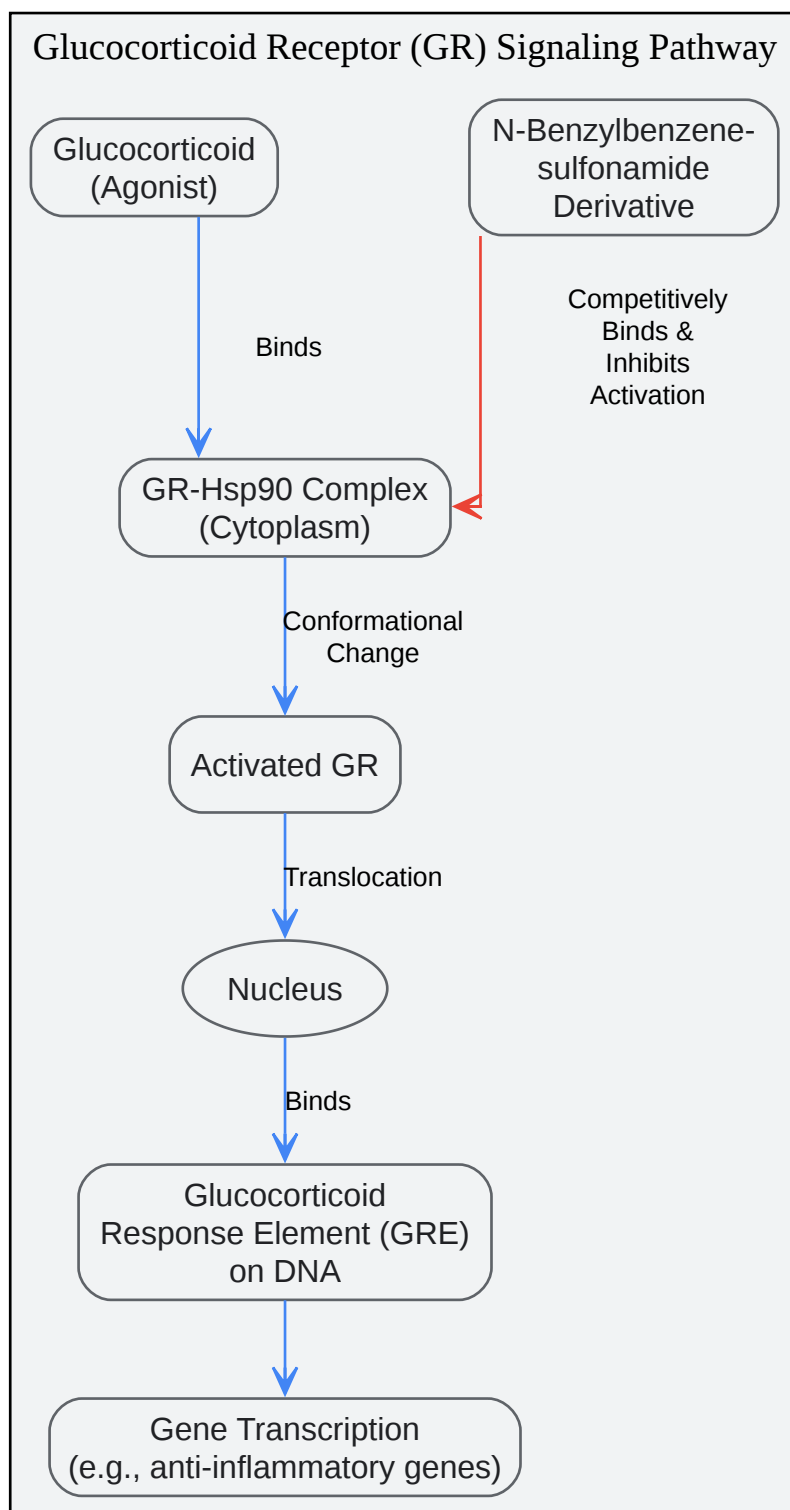 Glucocorticoid Receptor (GR) Signaling Pathway
Glucocorticoid
(Agonist)
N-Benzylbenzene-
sulfonamide
Derivative
Binds
Competitively
Binds &
Inhibits
Activation
GR-Hsp90 Complex
(Cytoplasm)
Conformational
Change
Activated GR
Translocation
Nucleus
Binds
Glucocorticoid
Response Element (GRE)
on DNA
Gene Transcription
(e.g., anti-inflammatory genes)